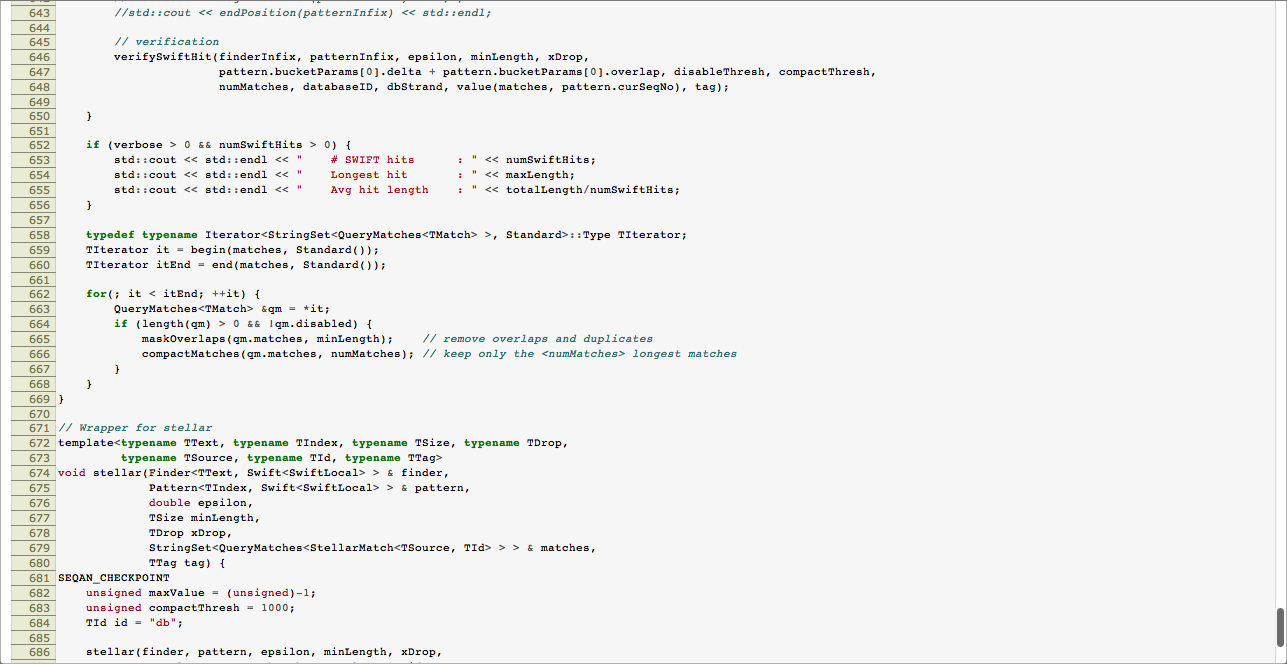 643 //std::cout << endPosition(patternInfix) << std::endl;
644
645 // verification
646 verifySwiftHit(finderInfix, patternInfix, epsilon, minLength, xDrop,
647 pattern.bucketParams[0].delta + pattern.bucketParams[0].overlap, disableThresh, compactThresh,
648 numMatches, databaseID, dbStrand, value(matches, pattern.curSeqNo), tag);
649
650 }
651
652 if (verbose > 0 && numSwiftHits > 0) {
653 std::cout << std::endl << "    # SWIFT hits      : " << numSwiftHits;
654 std::cout << std::endl << "    Longest hit       : " << maxLength;
655 std::cout << std::endl << "    Avg hit length    : " << totalLength/numSwiftHits;
656 }
657
658 typedef typename Iterator<StringSet<QueryMatches<TMatch> >, Standard>::Type TIterator;
659 TIterator it = begin(matches, Standard());
660 TIterator itEnd = end(matches, Standard());
661
662 for(; it < itEnd; ++it) {
663 QueryMatches<TMatch> &qm = *it;
664 if (length(qm) > 0 && !qm.disabled) {
665 maskOverlaps(qm.matches, minLength);    // remove overlaps and duplicates
666 compactMatches(qm.matches, numMatches); // keep only the <numMatches> longest matches
667 }
668 }
669 }
670
671 // Wrapper for stellar
672 template<typename TText, typename TIndex, typename TSize, typename TDrop,
673 typename TSource, typename TId, typename TTag>
674 void stellar(Finder<TText, Swift<SwiftLocal> > & finder,
675 Pattern<TIndex, Swift<SwiftLocal> > & pattern,
676 double epsilon,
677 TSize minLength,
678 TDrop xDrop,
679 StringSet<QueryMatches<StellarMatch<TSource, TId> > > & matches,
680 TTag tag) {
681 SEQAN_CHECKPOINT
682 unsigned maxValue = (unsigned)-1;
683 unsigned compactThresh = 1000;
684 TId id = "db";
685
686 stellar(finder, pattern, epsilon, minLength, xDrop,